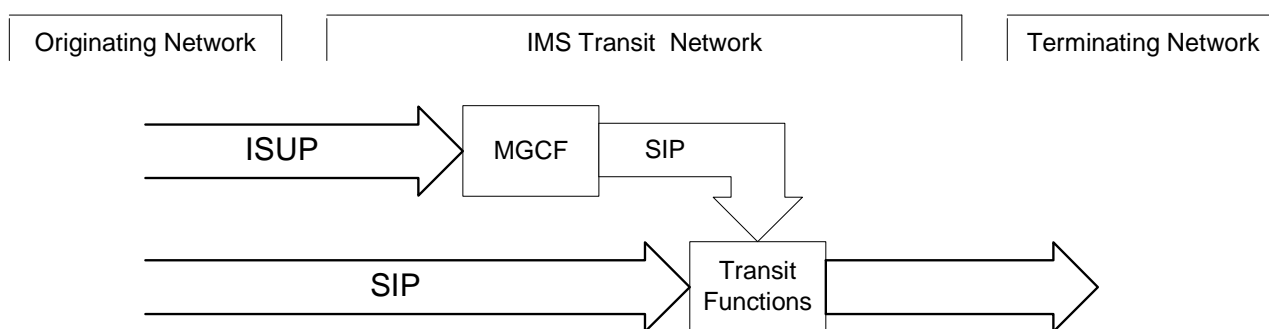 Originating Network
IMS Transit Network
Terminating Network
ISUP
MGCF
SIP
SIP
Transit
Functions